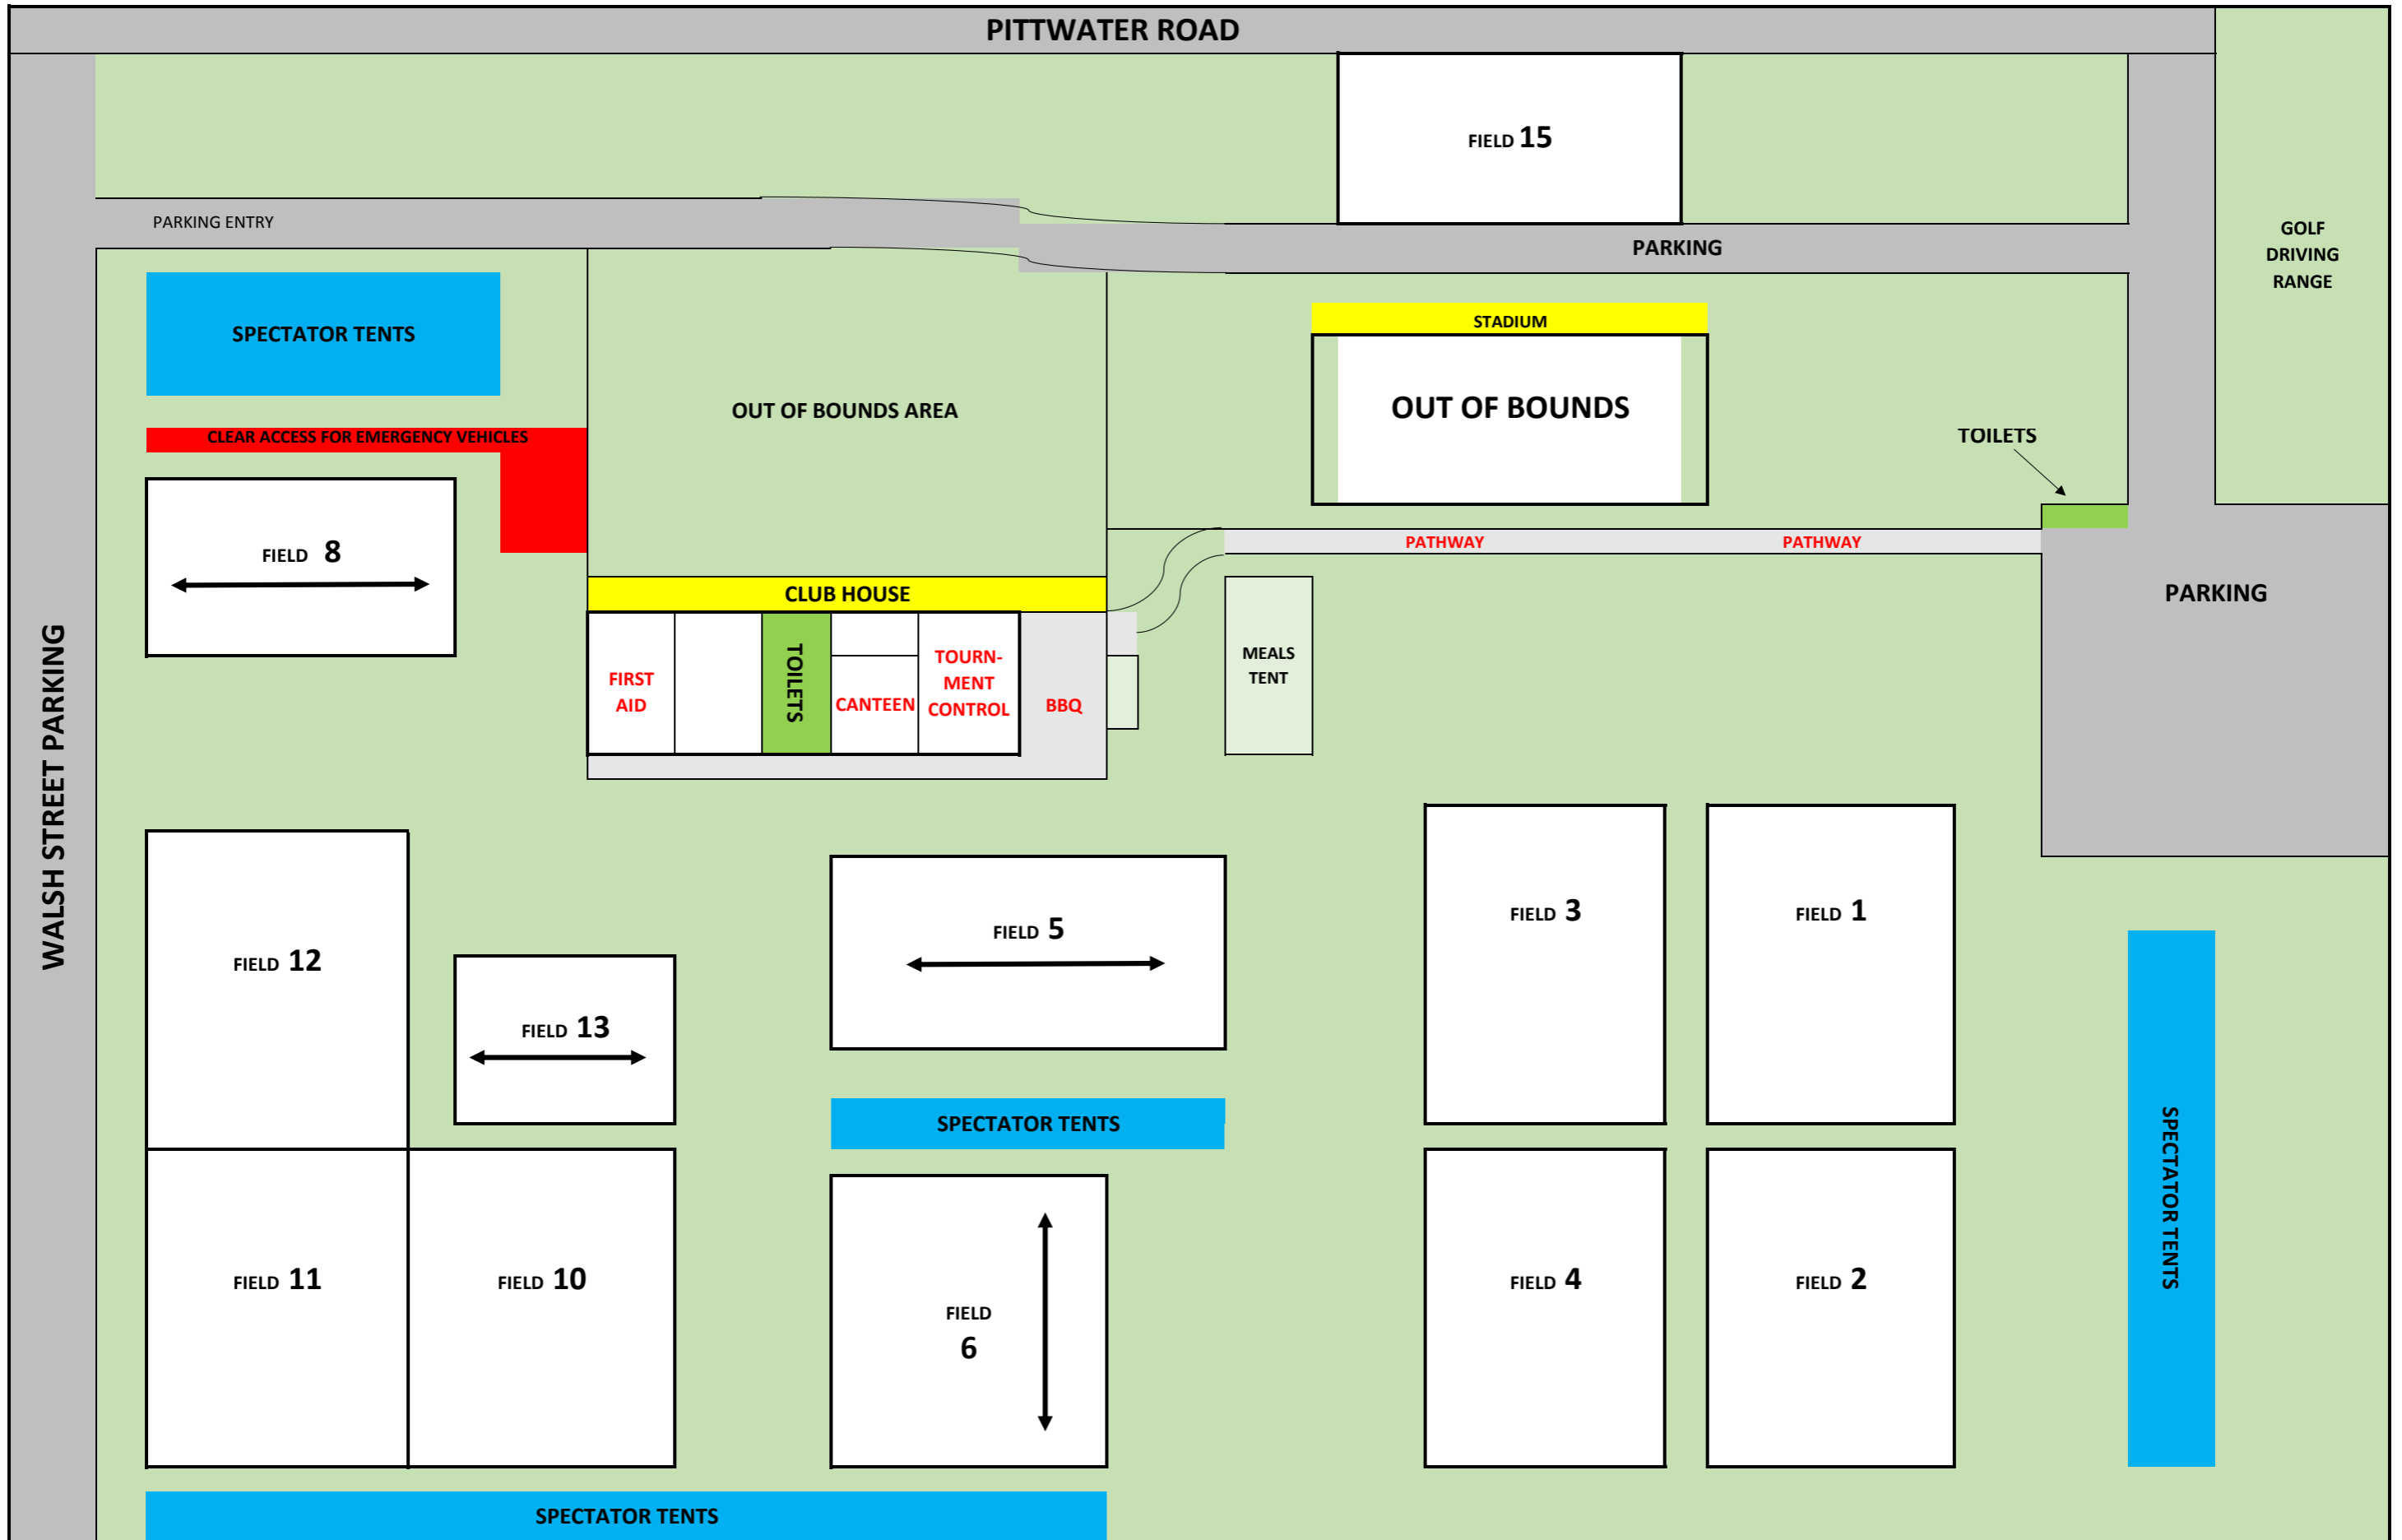 PITTWATER ROAD
FIELD 15
PARKING ENTRY
PARKING
GOLF
DRIVING
RANGE
SPECTATOR TENTS
STADIUM
OUT OF BOUNDS AREA
OUT OF BOUNDS
CLEAR ACCESS FOR EMERGENCY VEHICLES
TOILETS
FIELD 8
PATHWAY
PATHWAY
CLUB HOUSE
PARKING
WALSH STREET PARKING
FIRST
AID
TOILETS
CANTEEN
TOURN-
MENT
CONTROL
BBQ
MEALS
TENT
FIELD 3
FIELD 1
FIELD 5
FIELD 12
FIELD 13
SPECTATOR TENTS
SPECTATOR TENTS
FIELD 11
FIELD 10
FIELD
6
FIELD 4
FIELD 2
SPECTATOR TENTS